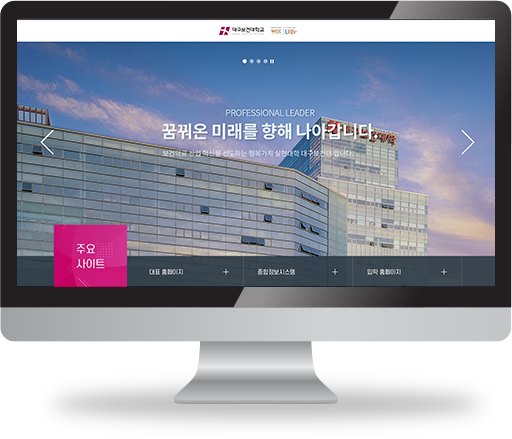 대구보건대학교
PROFESSIONAL LEADER
꿈꿔온 미래를 향해 나아갑니다.
보건의료 산업 혁신을 선도하는 행복가치 실현대학 대구보건대 입니다.
주요
사이트
대표 홈페이지 +
종합정보시스템 +
입학 홈페이지 +